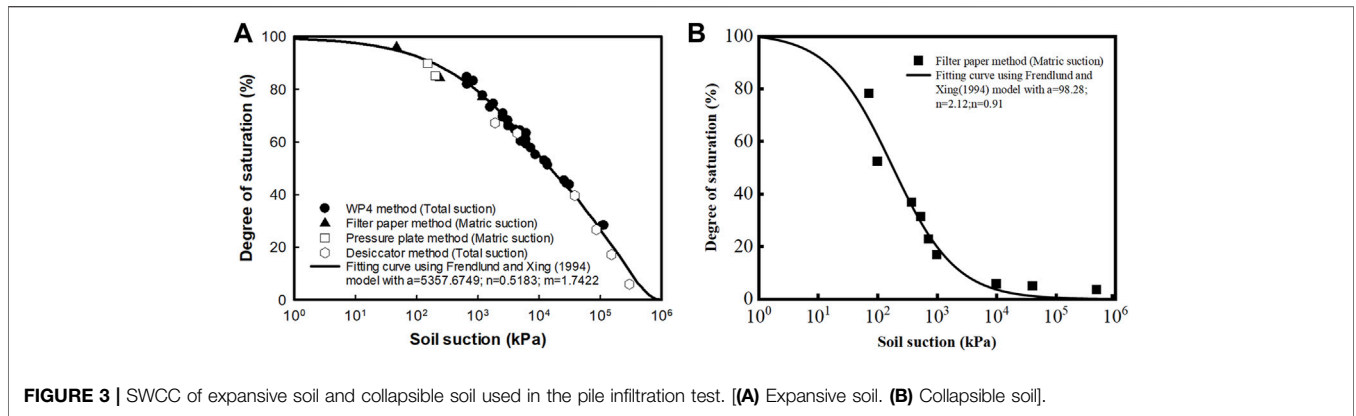 A
Degree of saturation (%)
100
80
60
40
20
0
WP4 method (Total suction)
Filter paper method (Matric suction)
Pressure plate method (Matric suction)
Desiccator method (Total suction)
Fitting curve using Frendlund and Xing (1994)
model with a=5357.6749; n=0.5183; m=1.7422
10⁰ 10¹ 10² 10³ 10⁴ 10⁵ 10⁶
Soil suction (kPa)
B
Degree of saturation (%)
100
80
60
40
20
0
Filter paper method (Matric suction)
Fitting curve using Frendlund and
Xing(1994) model with a=98.28;
n=2.12;n=0.91
10⁰ 10¹ 10² 10³ 10⁴ 10⁵ 10⁶
Soil suction (kPa)
FIGURE 3 | SWCC of expansive soil and collapsible soil used in the pile infiltration test. [(A) Expansive soil. (B) Collapsible soil].